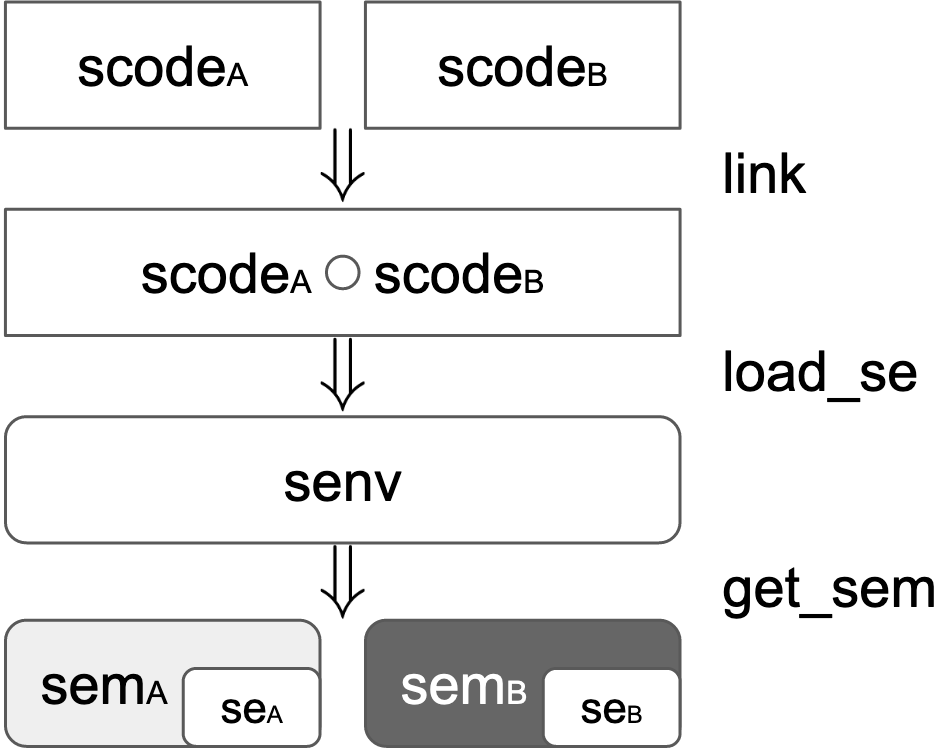 scodeA scodeB
link
scodeA ○ scodeB
load_se
senv
get_sem
semA seA semB seB